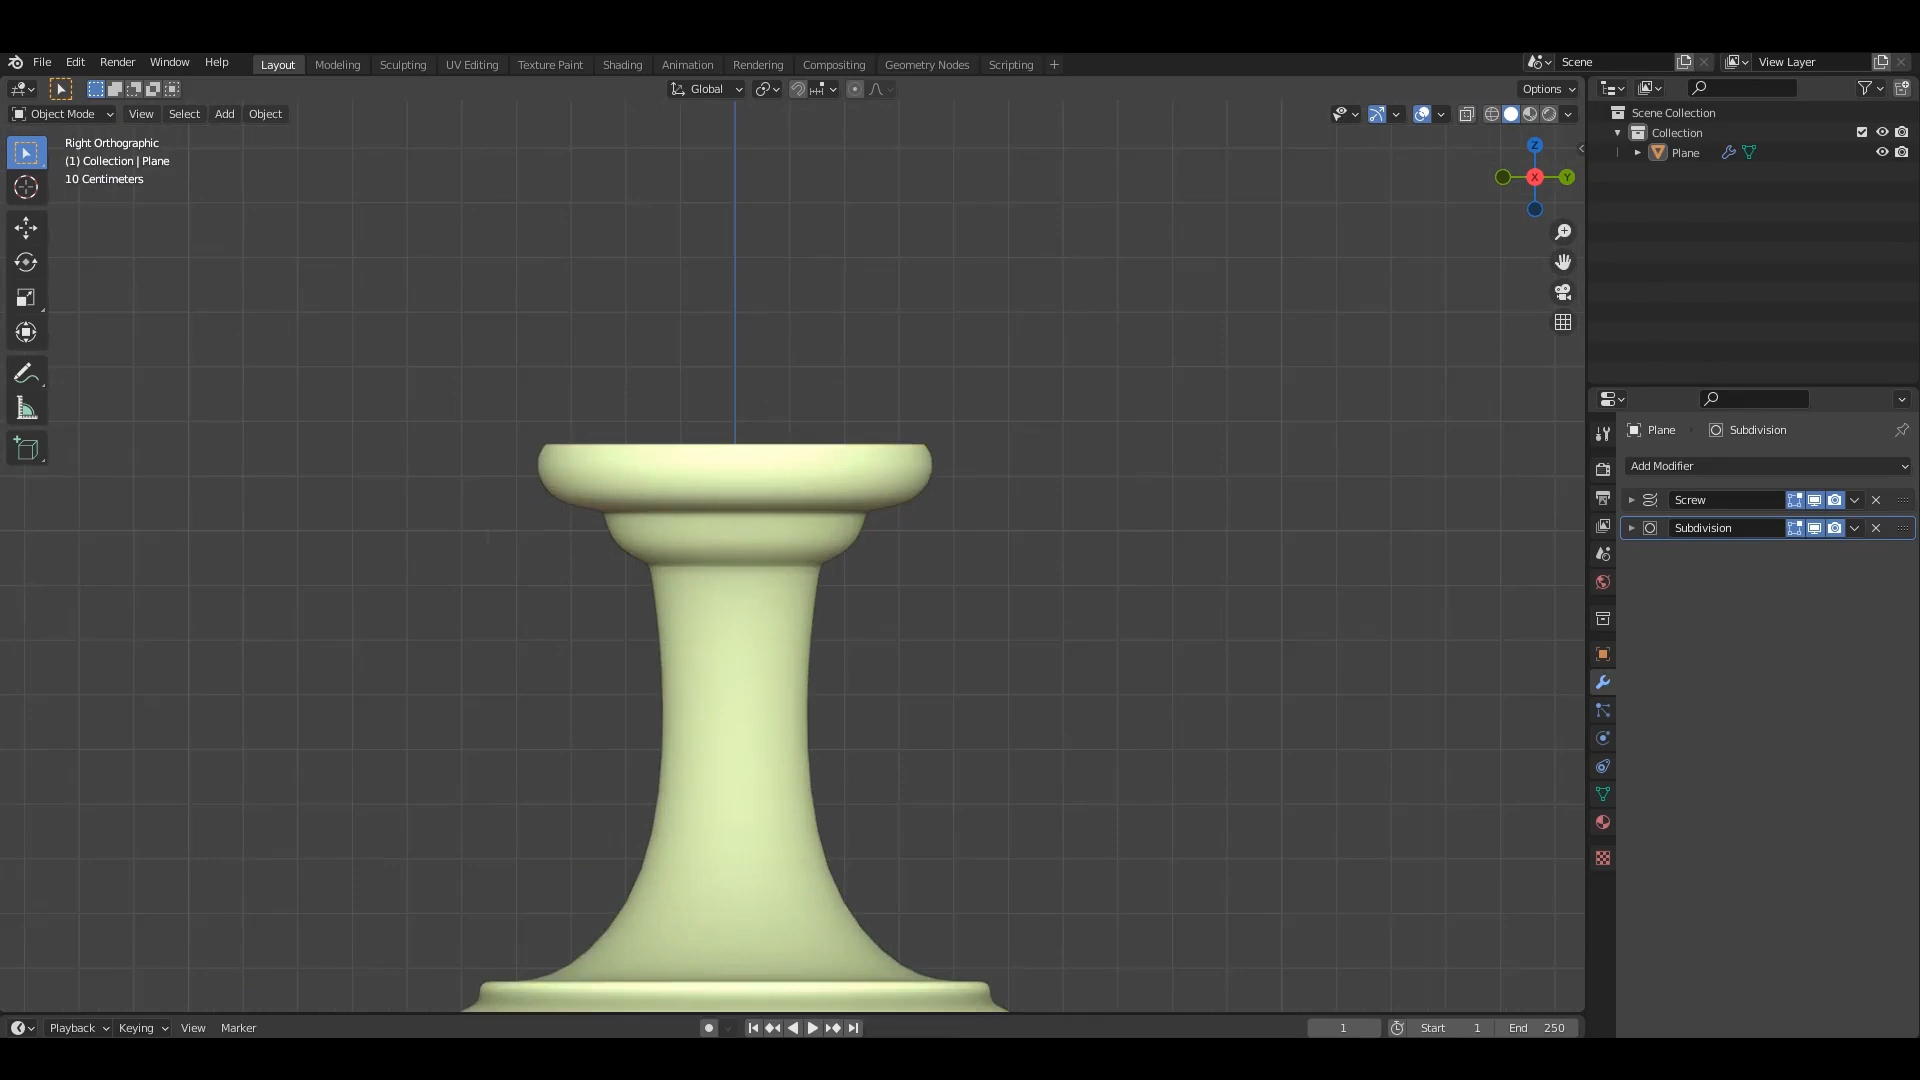 File Edit Render Window Help Layout Modeling Sculpting UV Editing Texture Paint Shading Animation Rendering Compositing Geometry Nodes Scripting + Scene View Layer
Global Options
Object Mode View Select Add Object
Right Orthographic
(1) Collection | Plane
10 Centimeters
Z
X
Y
Scene Collection
Collection
Plane
Plane Subdivision
Add Modifier
Screw
Subdivision
Playback Keying View Marker 1 Start 1 End 250